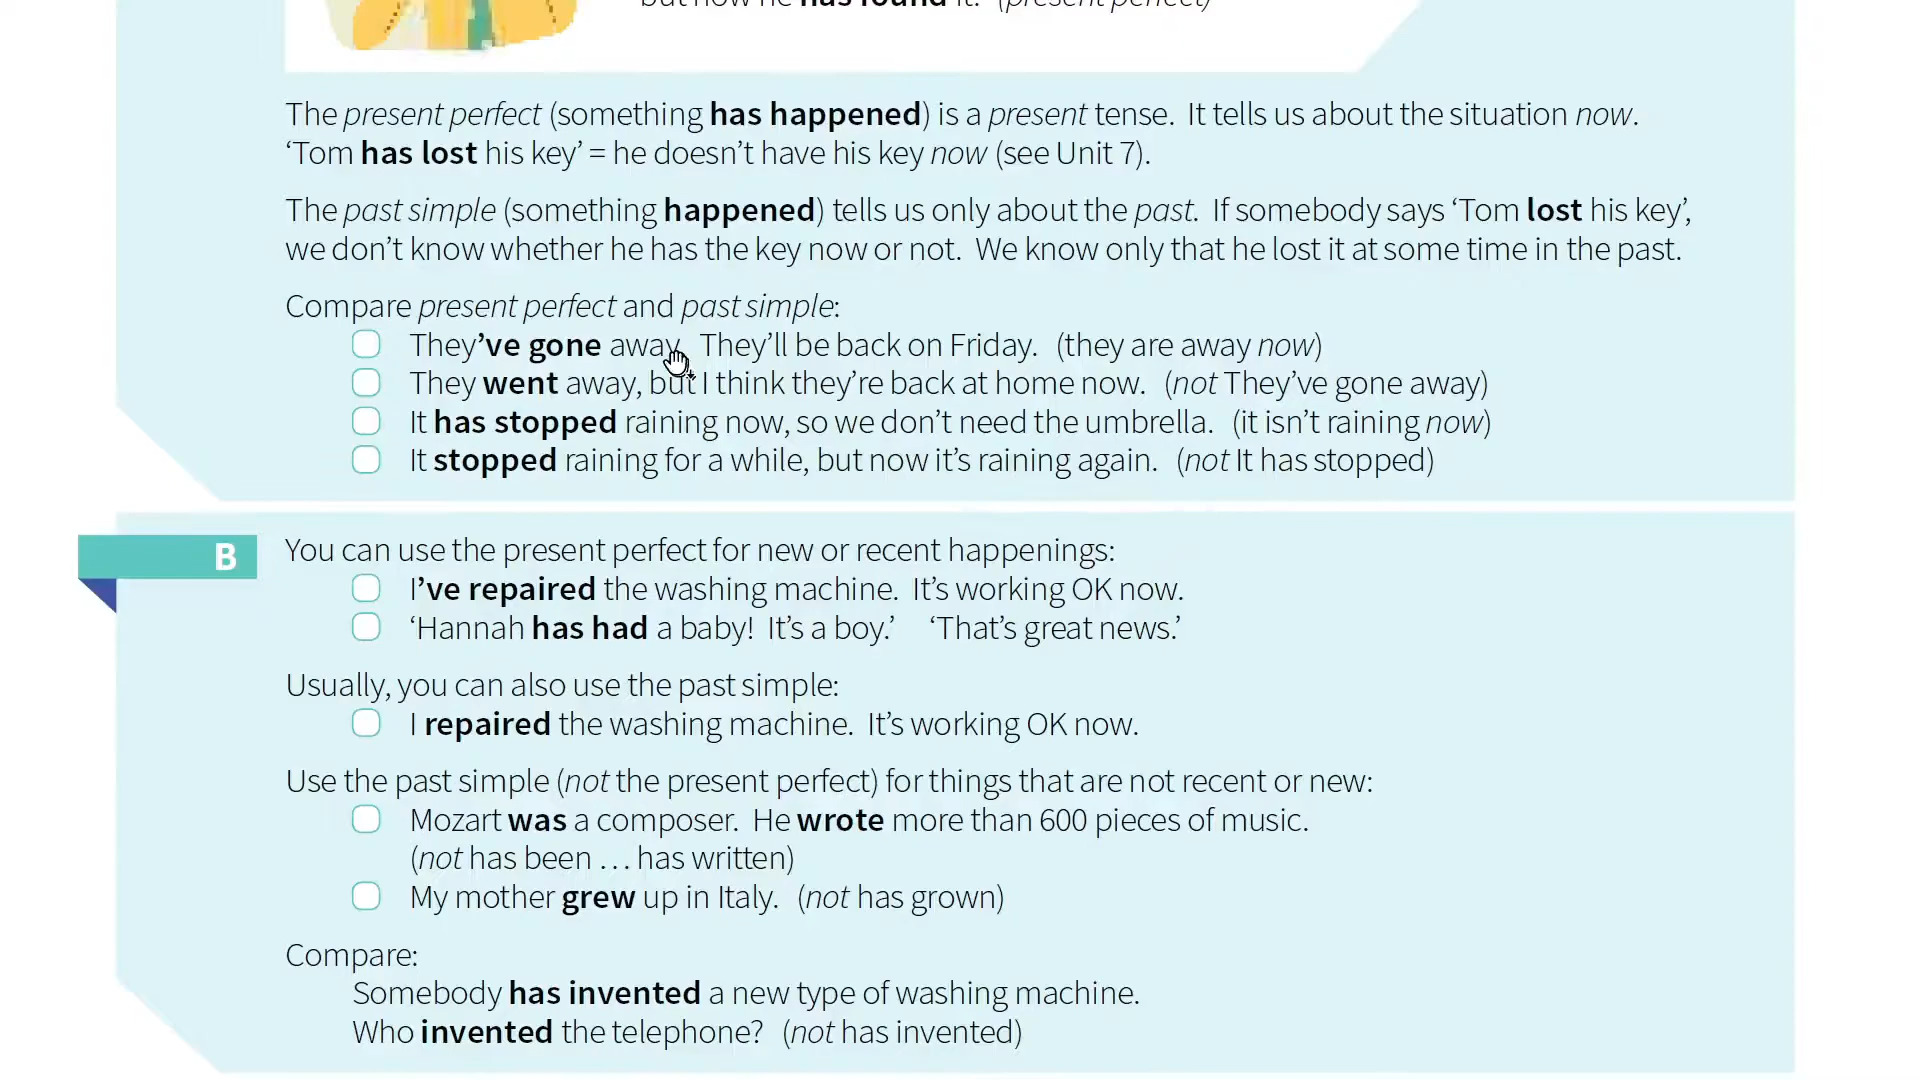 but now he has found it. (present perfect)
The present perfect (something has happened) is a present tense. It tells us about the situation now.
‘Tom has lost his key’ = he doesn’t have his key now (see Unit 7).
The past simple (something happened) tells us only about the past. If somebody says ‘Tom lost his key’,
we don’t know whether he has the key now or not. We know only that he lost it at some time in the past.
Compare present perfect and past simple:
They’ve gone away. They’ll be back on Friday. (they are away now)
They went away, but I think they’re back at home now. (not They’ve gone away)
It has stopped raining now, so we don’t need the umbrella. (it isn’t raining now)
It stopped raining for a while, but now it’s raining again. (not It has stopped)
B
You can use the present perfect for new or recent happenings:
I’ve repaired the washing machine. It’s working OK now.
‘Hannah has had a baby! It’s a boy.’ ‘That’s great news.’
Usually, you can also use the past simple:
I repaired the washing machine. It’s working OK now.
Use the past simple (not the present perfect) for things that are not recent or new:
Mozart was a composer. He wrote more than 600 pieces of music.
(not has been … has written)
My mother grew up in Italy. (not has grown)
Compare:
Somebody has invented a new type of washing machine.
Who invented the telephone? (not has invented)